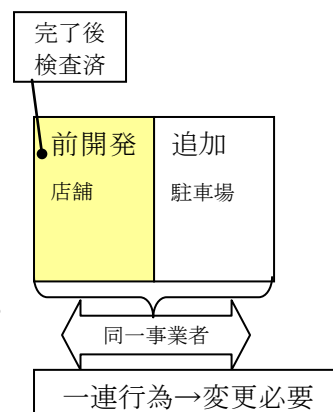 完了後
検査済
前開発
店舗
追加
駐車場
同一事業者
一連行為→変更必要